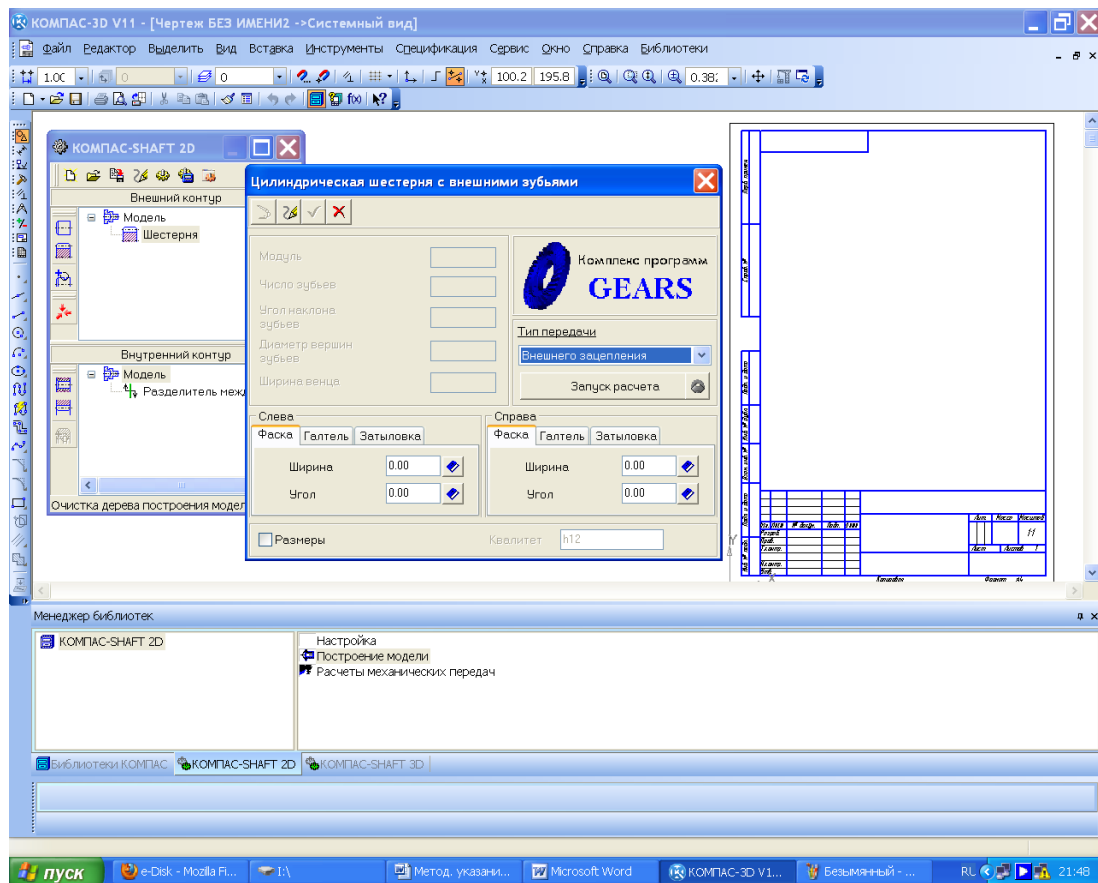 КОМПАС-3D V11 - [Чертеж БЕЗ ИМЕНИ2 ->Системный вид]
Файл Редактор Выделить Вид Вставка Инструменты Спецификация Сервис Окно Справка Библиотеки
0 0 100.2 195.8
КОМПАС-SHAFT 2D
Внешний контур
Модель
Шестерня
Внутренний контур
Модель
Разделитель меж
Очистка дерева построения модел
Цилиндрическая шестерня с внешними зубьями
Модуль
Число зубьев
Угол наклона
зубьев
Диаметр вершин
зубьев
Ширина венца
Комплекс программ
GEARS
Тип передачи
Внешнего зацепления
Запуск расчета
Слева
Фаска Галтель Затыловка
Ширина 0.00
Угол 0.00
Справа
Фаска Галтель Затыловка
Ширина 0.00
Угол 0.00
Размеры
Квалитет h12
Менеджер библиотек
КОМПАС-SHAFT 2D
Настройка
Построение модели
Расчеты механических передач
Библиотеки КОМПАС КОМПАС-SHAFT 2D КОМПАС-SHAFT 3D
пуск e-Disk - Mozilla Fi... I:\ Метод. указани... Microsoft Word КОМПАС-3D V1... Безымянный - ... RU 21:48